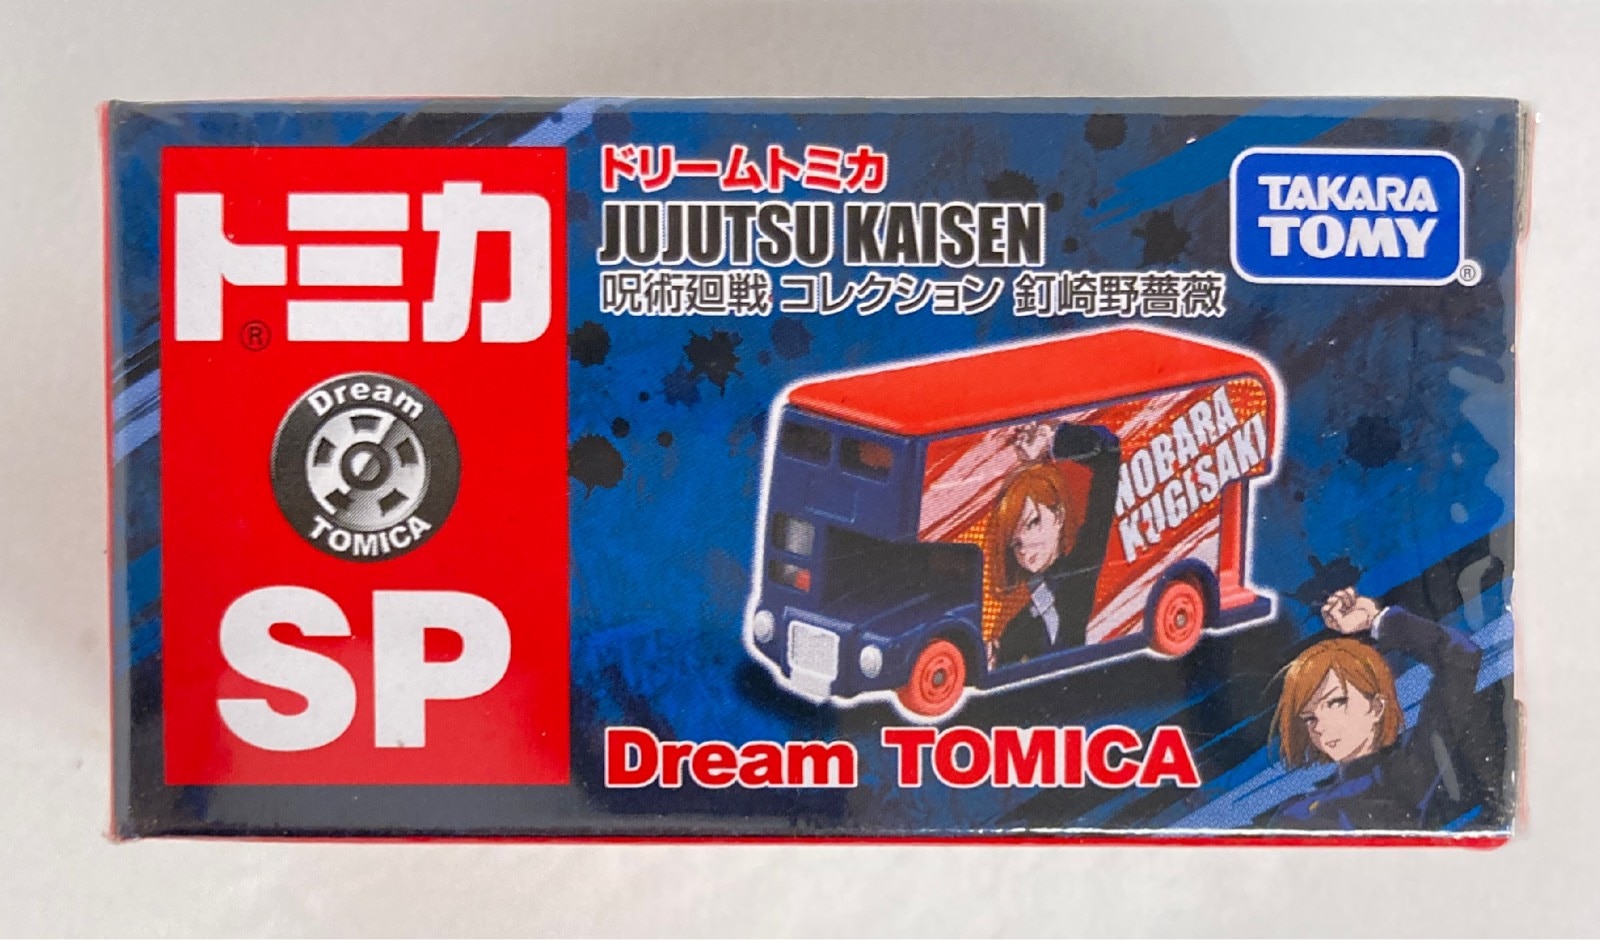 トミカ
®
Dream
TOMICA
SP
ドリームトミカ
JUJUTSU KAISEN
呪術廻戦 コレクション 釘崎野薔薇
TAKARA
TOMY
®
NOBARA
KUGISAKI
Dream TOMICA